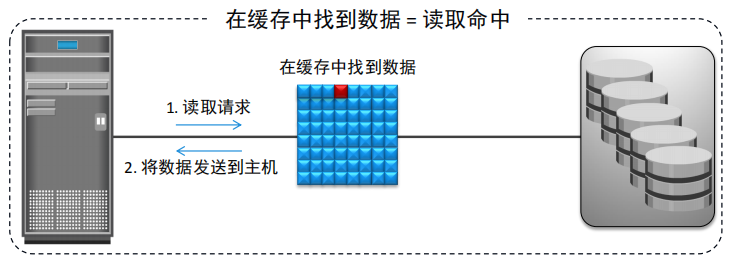 在缓存中找到数据 = 读取命中
在缓存中找到数据
1. 读取请求
2. 将数据发送到主机